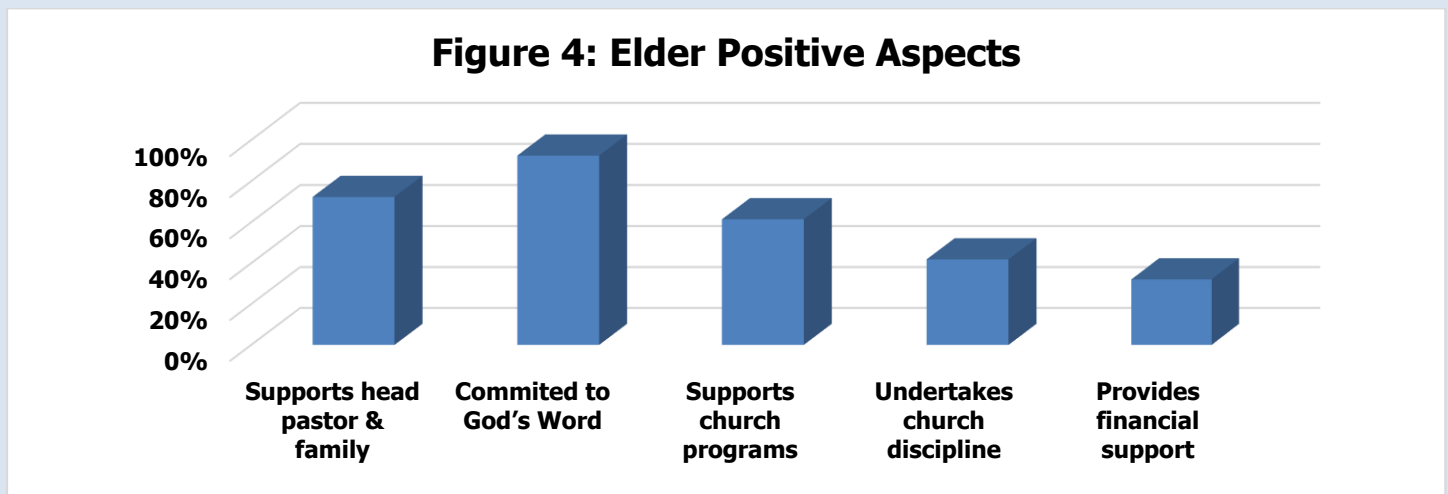 Figure 4: Elder Positive Aspects
100%
80%
60%
40%
20%
0%
Supports head
pastor &
family
Commited to
God’s Word
Supports
church
programs
Undertakes
church
discipline
Provides
financial
support